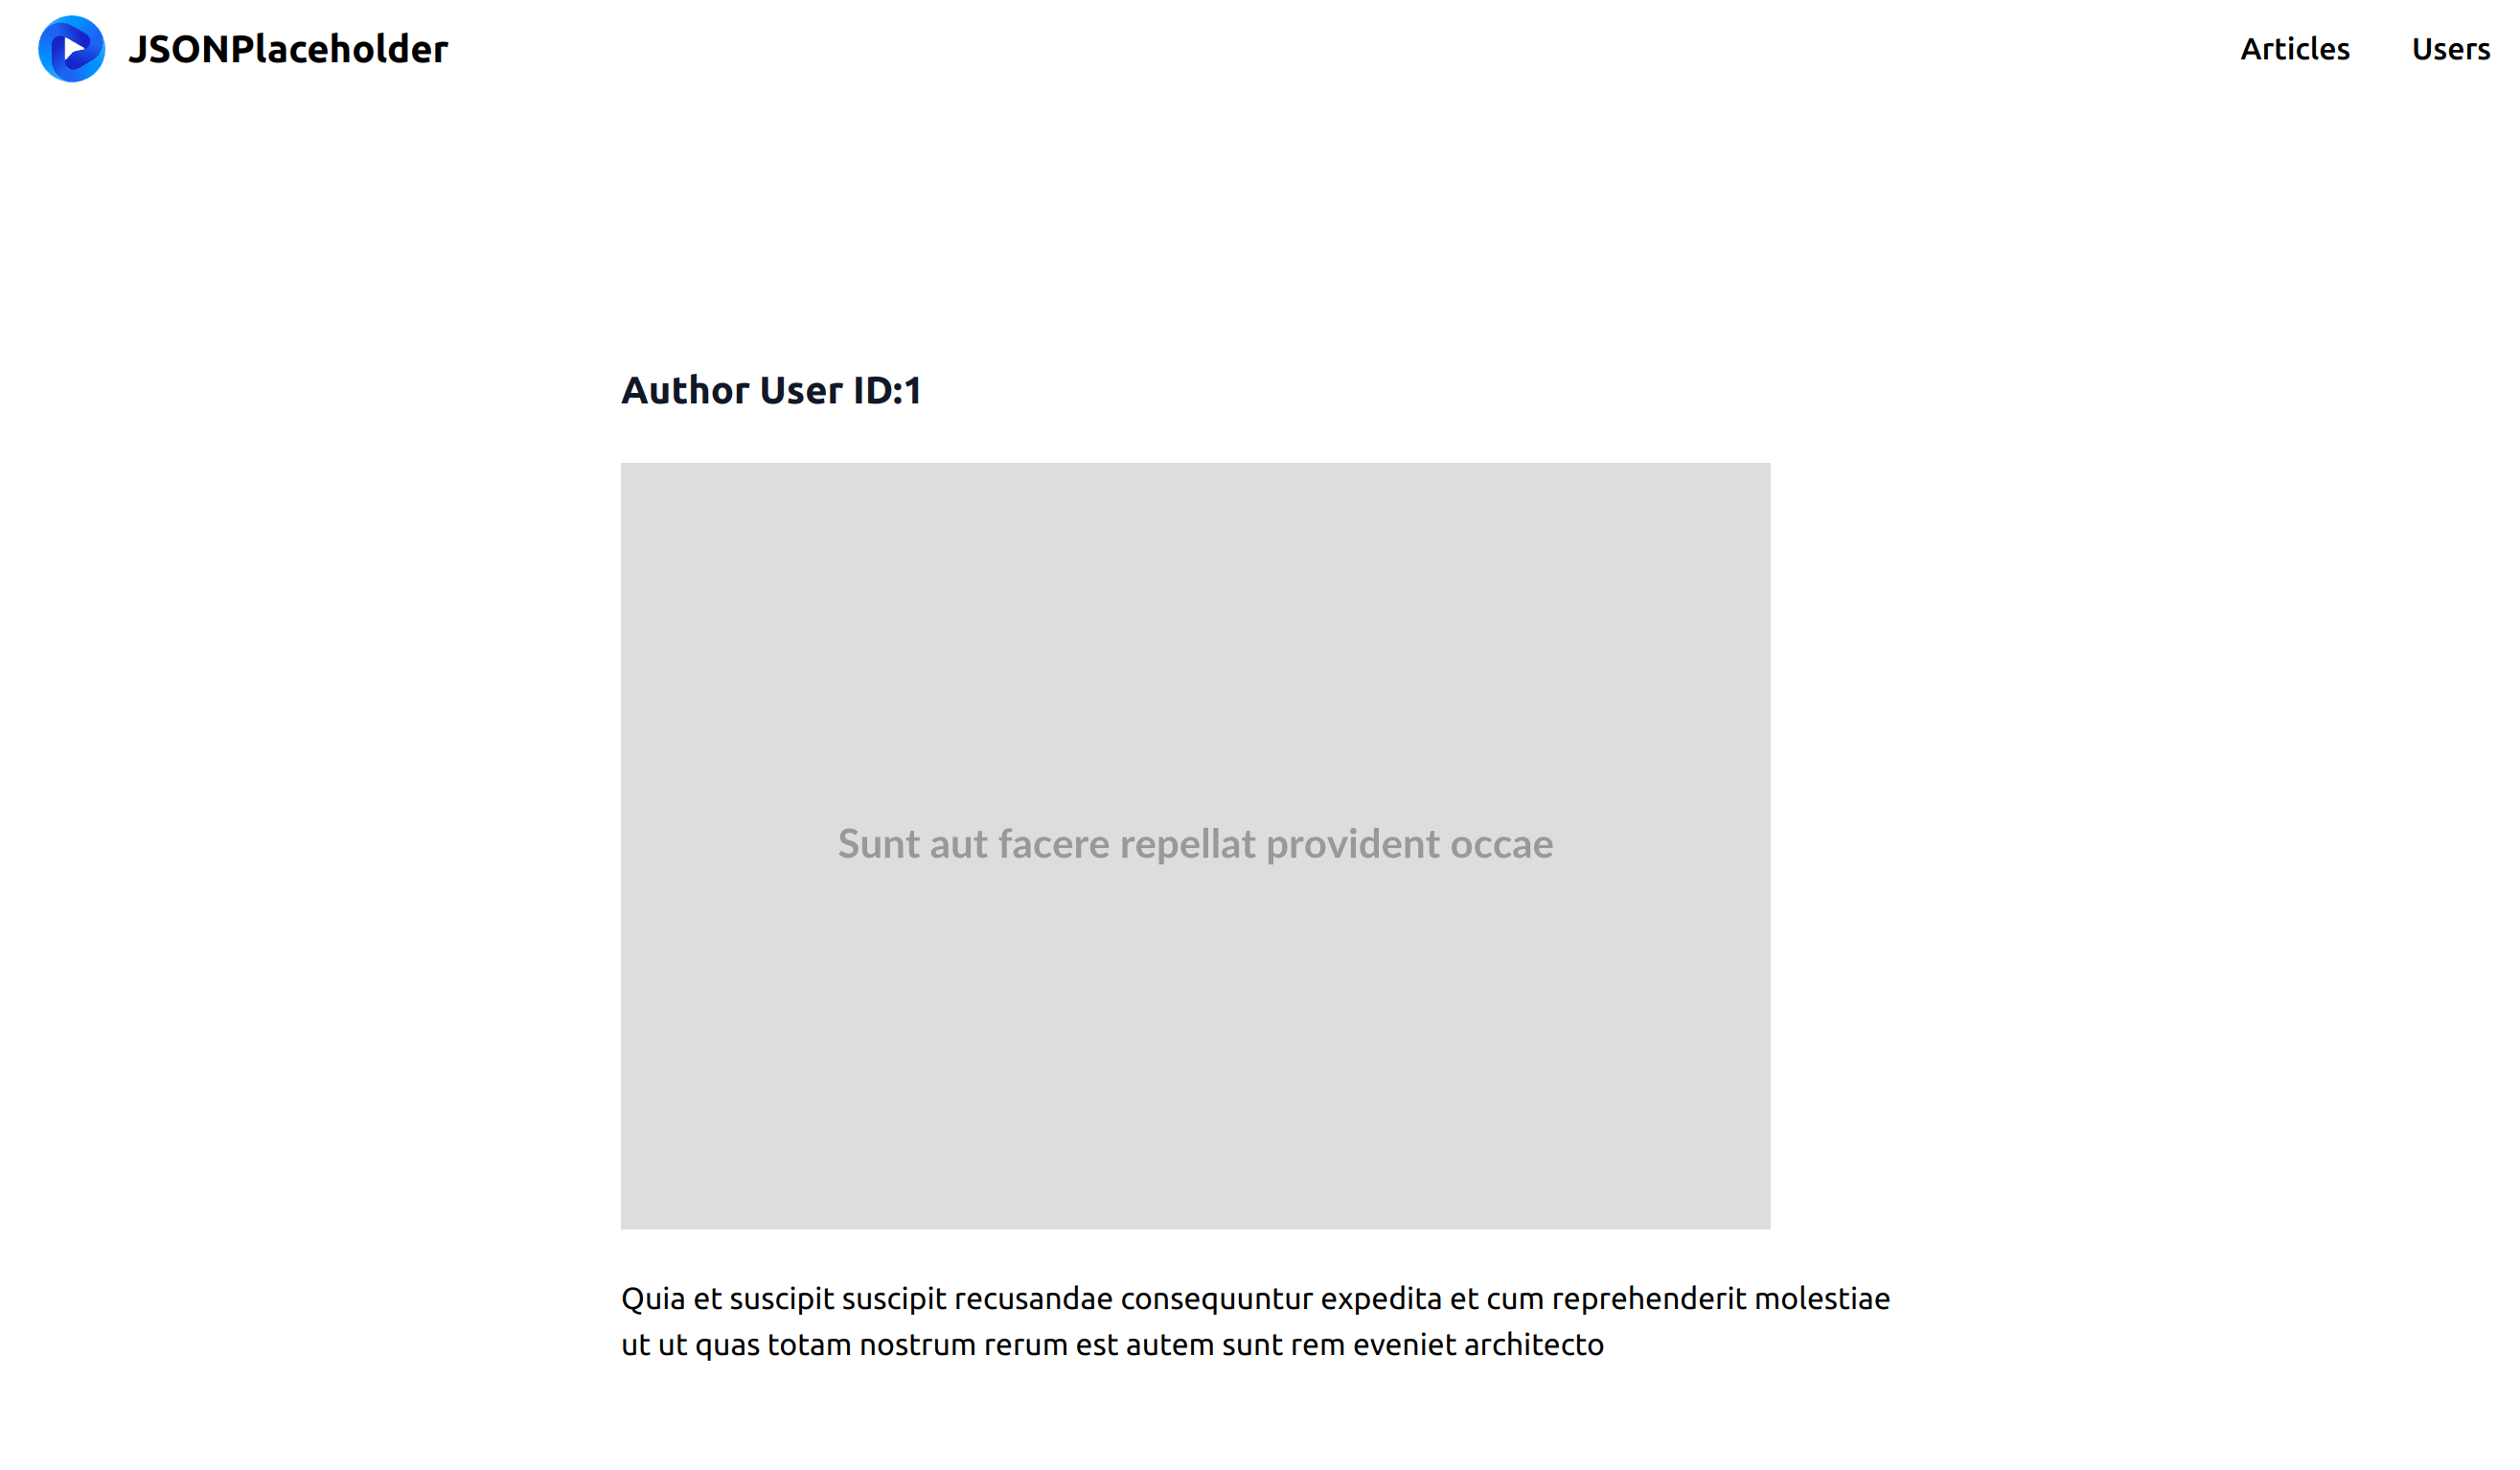 JSONPlaceholder
Articles
Users
Author User ID:1
Sunt aut facere repellat provident occae
Quia et suscipit suscipit recusandae consequuntur expedita et cum reprehenderit molestiae
ut ut quas totam nostrum rerum est autem sunt rem eveniet architecto